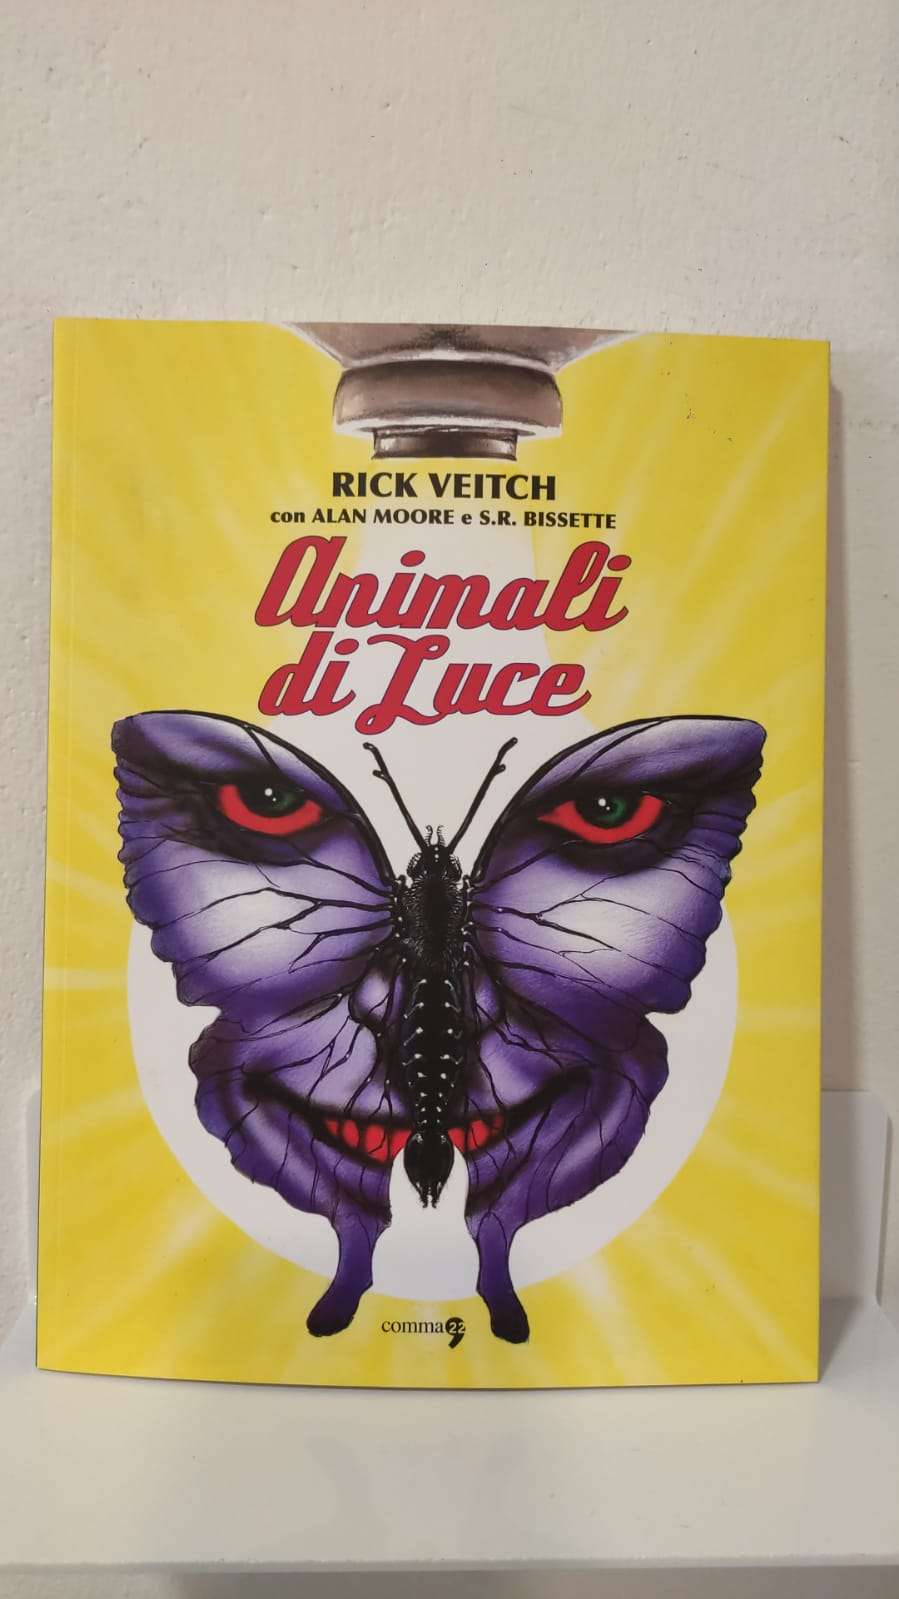 RICK VEITCH
con ALAN MOORE e S.R. BISSETTE
Animali
di Luce
comma 22